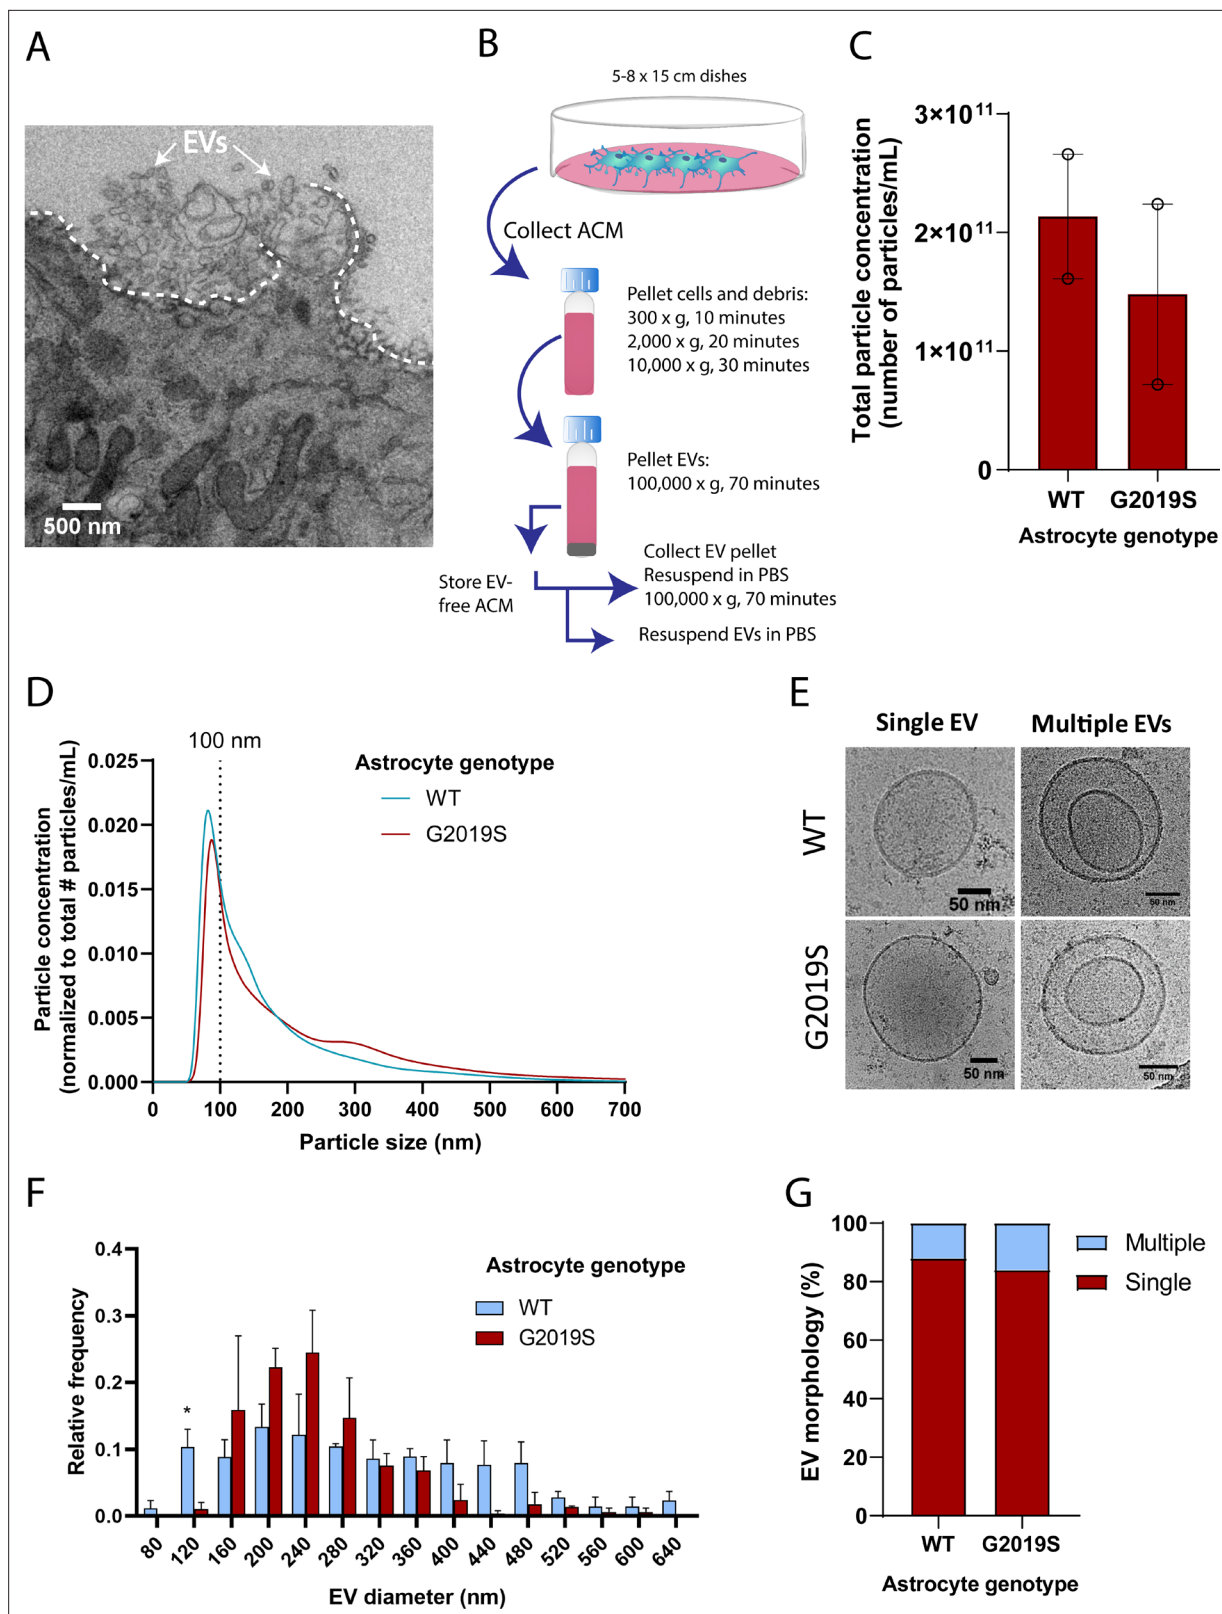 A
EVs
500 nm
B
5-8 x 15 cm dishes
Collect ACM
Pellet cells and debris:
300 x g, 10 minutes
2,000 x g, 20 minutes
10,000 x g, 30 minutes
Pellet EVs:
100,000 x g, 70 minutes
Store EV-
free ACM
Collect EV pellet
Resuspend in PBS
100,000 x g, 70 minutes
Resuspend EVs in PBS
C
Total particle concentration
(number of particles/mL)
3×10¹¹
2×10¹¹
1×10¹¹
0
WT G2019S
Astrocyte genotype
D
100 nm
Particle concentration
(normalized to total # particles/mL)
0.025
0.020
0.015
0.010
0.005
0.000
0 100 200 300 400 500 600 700
Particle size (nm)
Astrocyte genotype
WT
G2019S
E
Single EV Multiple EVs
WT
50 nm
50 nm
G2019S
50 nm
50 nm
F
Relative frequency
0.4
0.3
0.2
0.1
0.0
*
Astrocyte genotype
WT
G2019S
80 120 160 200 240 280 320 360 400 440 480 520 560 600 640
EV diameter (nm)
G
EV morphology (%)
100
80
60
40
20
0
Multiple
Single
WT G2019S
Astrocyte genotype